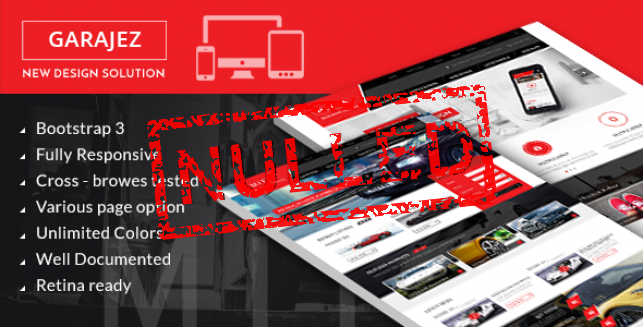 GARAJEZ
NEW DESIGN SOLUTION
Bootstrap 3
Fully Responsive
Cross - browes tested
Various page option
Unlimited Colors
Well Documented
Retina ready
NULLED